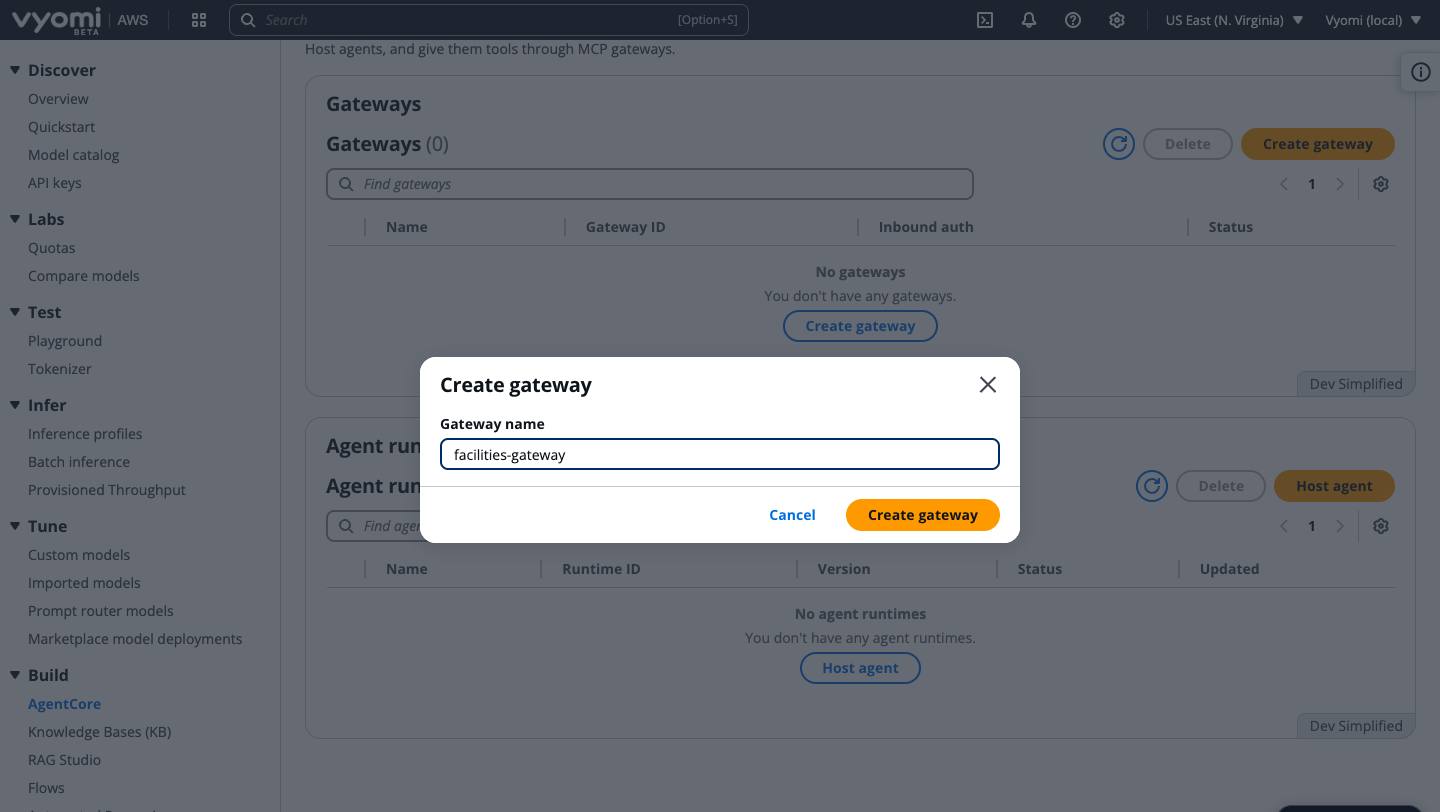 vyomi BETA AWS Search [Option+S] US East (N. Virginia) Vyomi (local)
Host agents, and give them tools through MCP gateways.
Discover
Overview
Quickstart
Model catalog
API keys
Labs
Quotas
Compare models
Test
Playground
Tokenizer
Infer
Inference profiles
Batch inference
Provisioned Throughput
Tune
Custom models
Imported models
Prompt router models
Marketplace model deployments
Build
AgentCore
Knowledge Bases (KB)
RAG Studio
Flows
Gateways
Gateways (0) Delete Create gateway
Find gateways 1
Name Gateway ID Inbound auth Status
No gateways
You don't have any gateways.
Create gateway
Dev Simplified
Create gateway
Gateway name
facilities-gateway
Cancel Create gateway
Agent run
Agent run Delete Host agent
Find agen 1
Name Runtime ID Version Status Updated
No agent runtimes
You don't have any agent runtimes.
Host agent
Dev Simplified